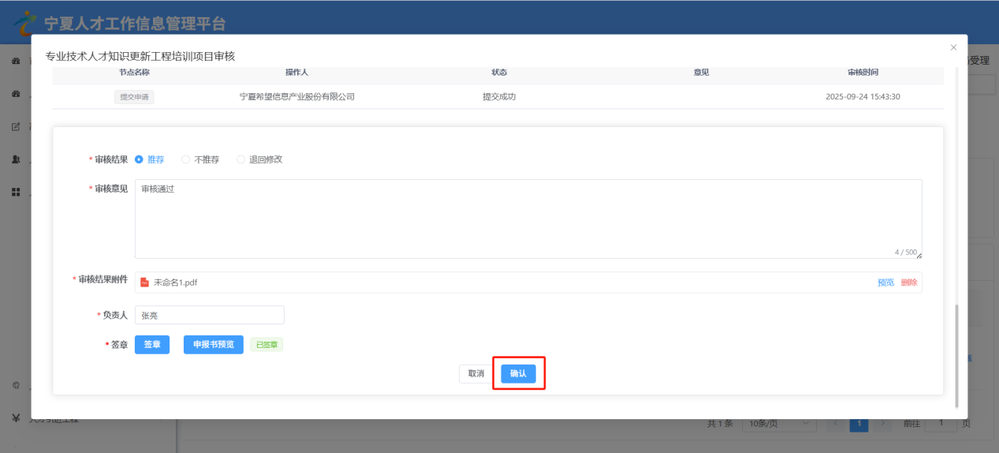 宁夏人才工作信息管理平台
专业技术人才知识更新工程培训项目审核
受理
节点名称 操作人 状态 意见 审核时间
提交申请 宁夏希望信息产业股份有限公司 提交成功 2025-09-24 15:43:30
* 审核结果 推荐 不推荐 退回修改
* 审核意见 审核通过
4 / 500
* 审核结果附件 未命名1.pdf 预览 删除
* 负责人 张亮
* 签章 签章 申报书预览 已签章
取消 确认
人才引进工程
共 1 条 10条/页 1 前往 1 页